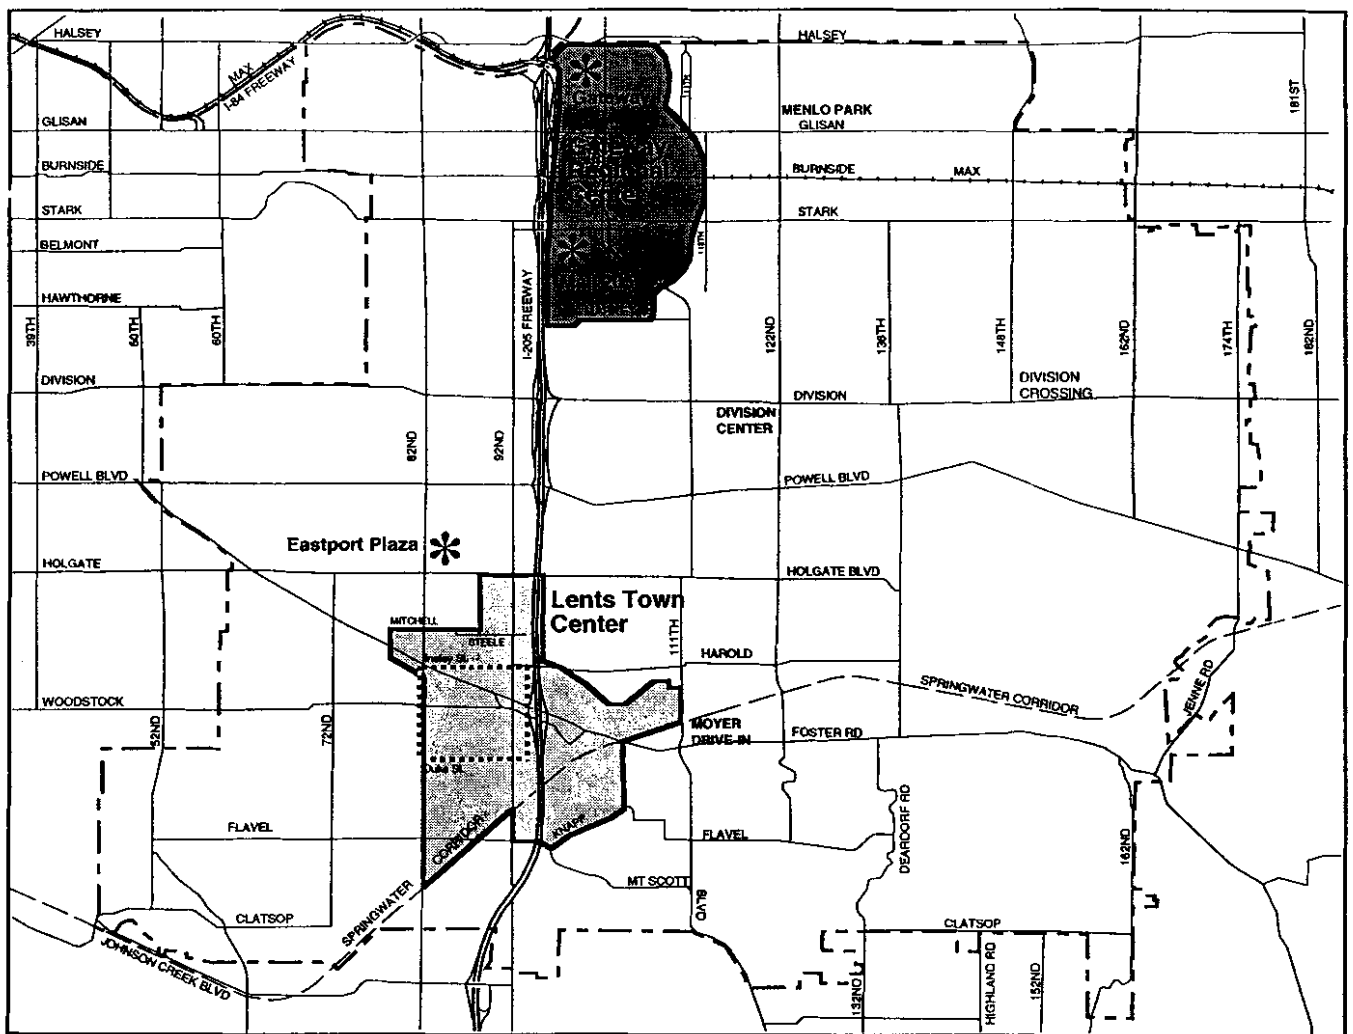 HALSEY
HALSEY
MAX
I-84 FREEWAY
181ST
Gateway
MENLO PARK
GLISAN
GLISAN
BURNSIDE
BURNSIDE
MAX
STARK
STARK
BELMONT
HAWTHORNE
I-205 FREEWAY
39TH
50TH
60TH
122ND
136TH
148TH
162ND
174TH
182ND
DIVISION
DIVISION
DIVISION
CROSSING
DIVISION
CENTER
82ND
92ND
POWELL BLVD
POWELL BLVD
Eastport Plaza
HOLGATE
HOLGATE BLVD
Lents Town
Center
MITCHELL
STEELE
111TH
HAROLD
SPRINGWATER CORRIDOR
JENNE RD
WOODSTOCK
52ND
72ND
MOYER
DRIVE-IN
FOSTER RD
Duke St.
FLAVEL
CORRIDOR
KNAPP
FLAVEL
DEARDORF RD
162ND
MT SCOTT
BLVD
SPRINGWATER
CLATSOP
CLATSOP
JOHNSON CREEK BLVD
132ND
HIGHLAND RD
152ND